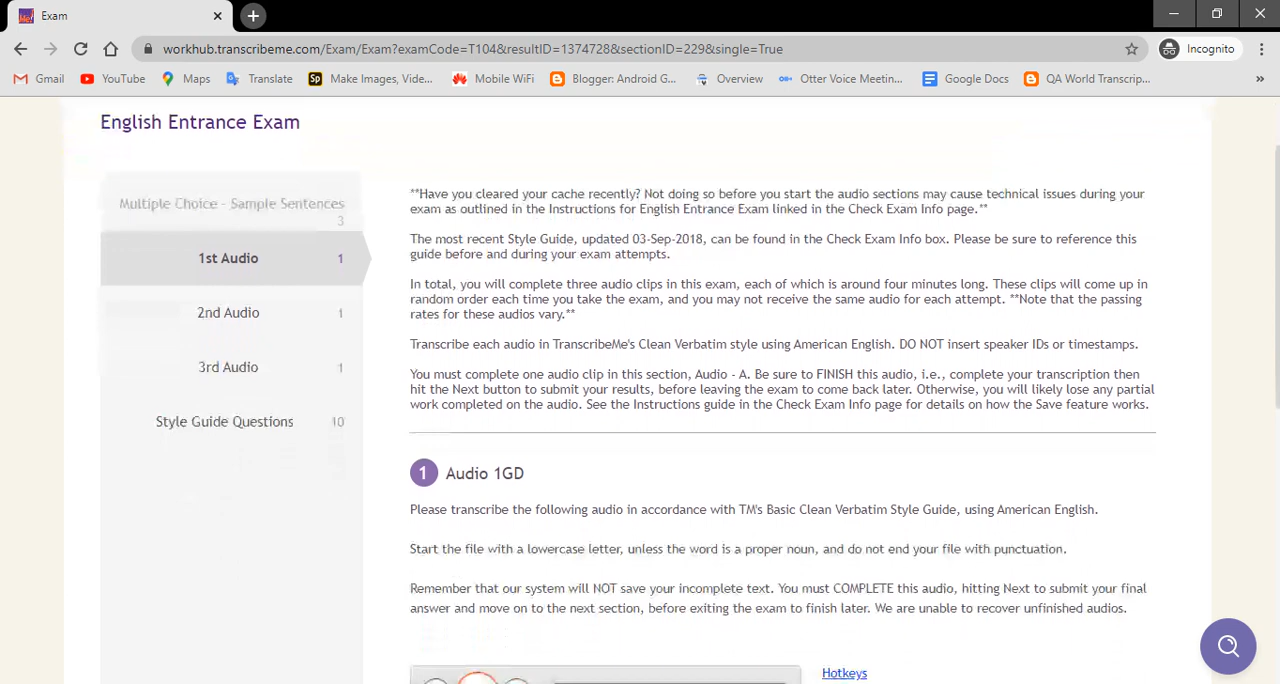 Exam
workhub.transcribeme.com/Exam/Exam?examCode=T104&resultID=1374728&sectionID=229&single=True
Incognito
Gmail YouTube Maps Translate Make Images, Vide... Mobile WiFi Blogger: Android G... Overview Otter Voice Meetin... Google Docs QA World Transcrip... »
English Entrance Exam
Multiple Choice - Sample Sentences
3
1st Audio 1
2nd Audio 1
3rd Audio 1
Style Guide Questions 10
**Have you cleared your cache recently? Not doing so before you start the audio sections may cause technical issues during your
exam as outlined in the Instructions for English Entrance Exam linked in the Check Exam Info page.**
The most recent Style Guide, updated 03-Sep-2018, can be found in the Check Exam Info box. Please be sure to reference this
guide before and during your exam attempts.
In total, you will complete three audio clips in this exam, each of which is around four minutes long. These clips will come up in
random order each time you take the exam, and you may not receive the same audio for each attempt. **Note that the passing
rates for these audios vary.**
Transcribe each audio in TranscribeMe's Clean Verbatim style using American English. DO NOT insert speaker IDs or timestamps.
You must complete one audio clip in this section, Audio - A. Be sure to FINISH this audio, i.e., complete your transcription then
hit the Next button to submit your results, before leaving the exam to come back later. Otherwise, you will likely lose any partial
work completed on the audio. See the Instructions guide in the Check Exam Info page for details on how the Save feature works.
1 Audio 1GD
Please transcribe the following audio in accordance with TM's Basic Clean Verbatim Style Guide, using American English.
Start the file with a lowercase letter, unless the word is a proper noun, and do not end your file with punctuation.
Remember that our system will NOT save your incomplete text. You must COMPLETE this audio, hitting Next to submit your final
answer and move on to the next section, before exiting the exam to finish later. We are unable to recover unfinished audios.
Hotkeys